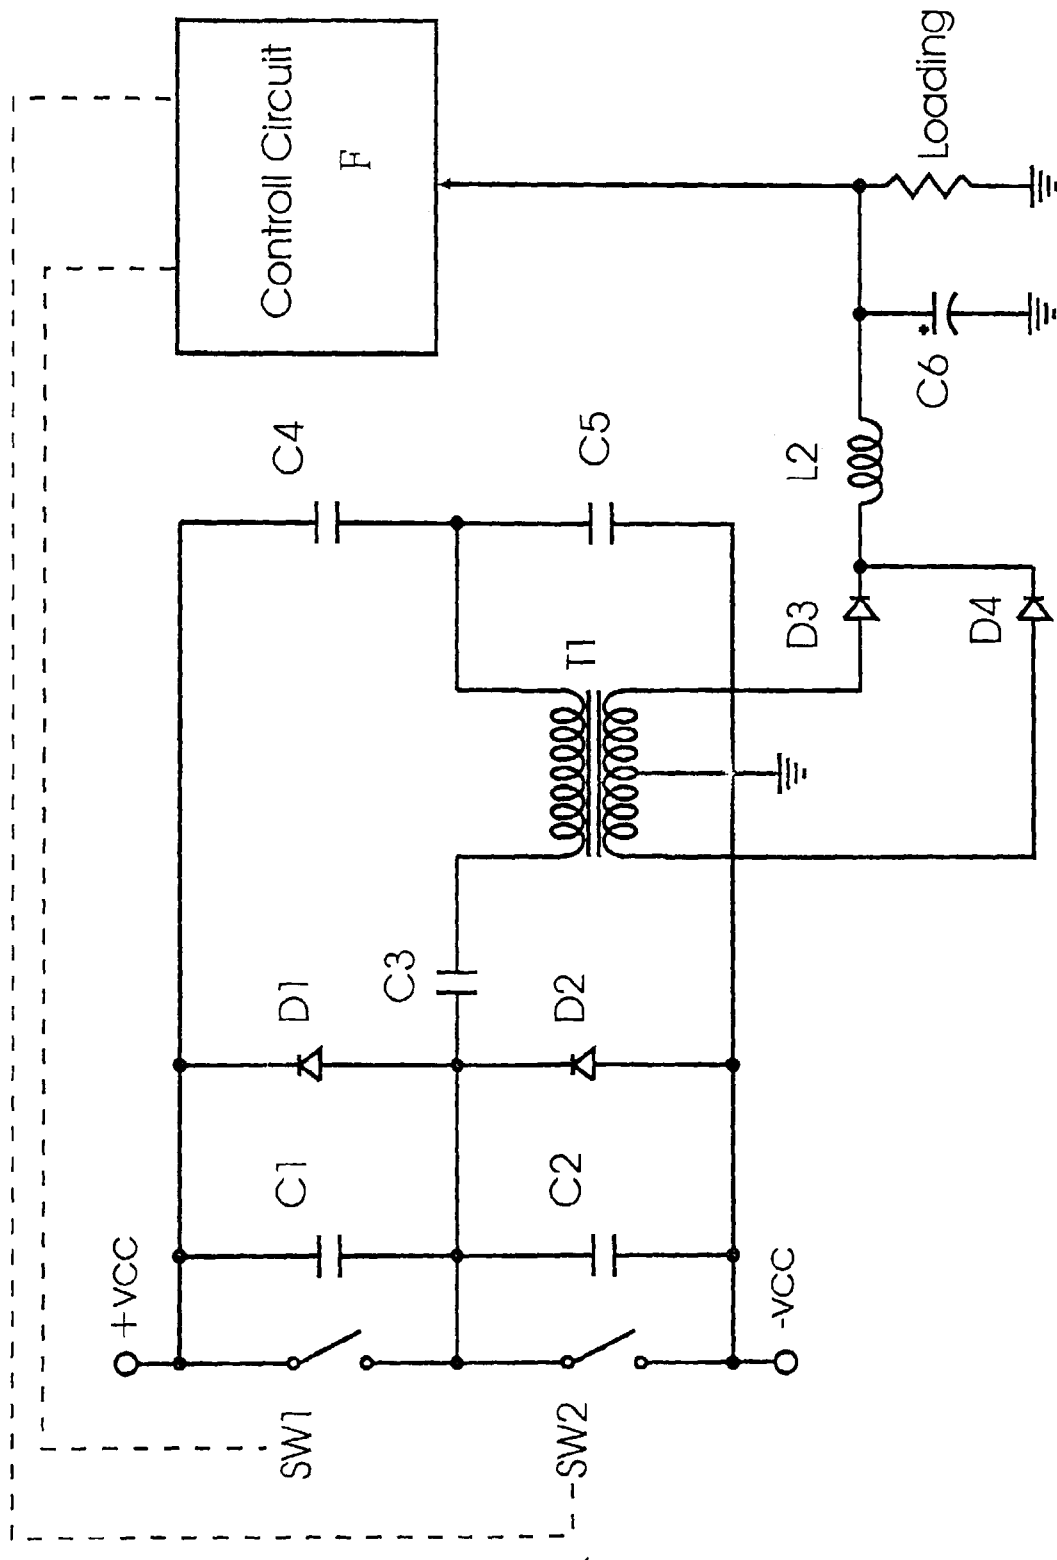 Controll Circuit
F
+VCC
SW1
C1
D1
C4
C3
SW2
C2
D2
T1
C5
-VCC
D3
L2
D4
C6
Loading